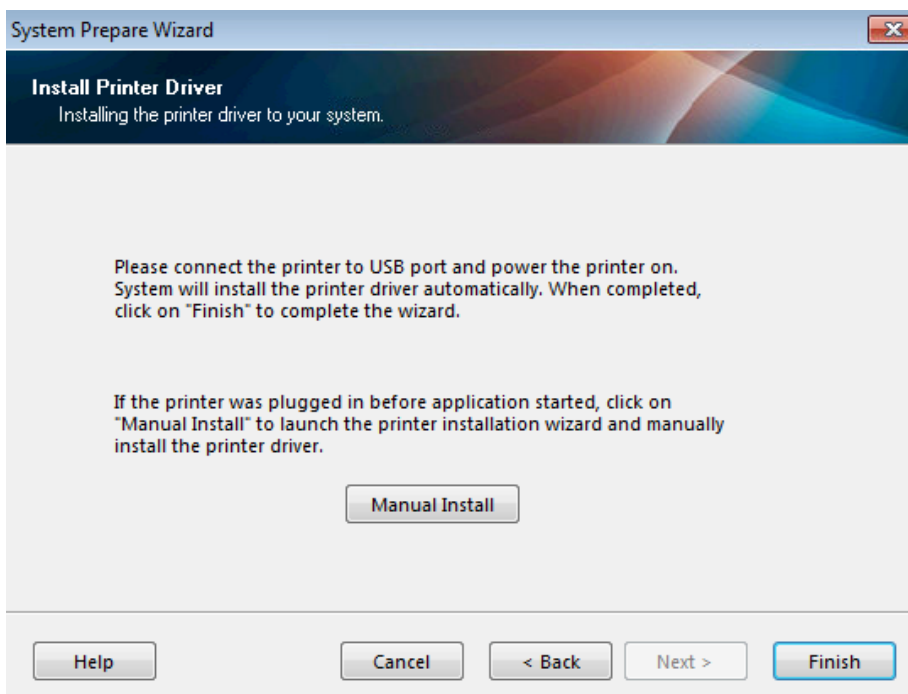 System Prepare Wizard
Install Printer Driver
Installing the printer driver to your system.
Please connect the printer to USB port and power the printer on.
System will install the printer driver automatically. When completed,
click on "Finish" to complete the wizard.
If the printer was plugged in before application started, click on
"Manual Install" to launch the printer installation wizard and manually
install the printer driver.
Manual Install
Help
Cancel
< Back
Next >
Finish